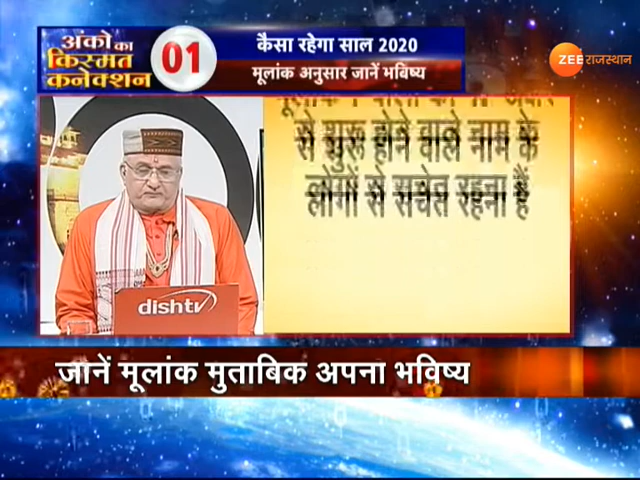 अंको का
किस्मत
कनेक्शन
01
कैसा रहेगा साल 2020
मूलांक अनुसार जानें भविष्य
ZEE राजस्थान
से शुरू होने वाले नाम के
लोगों से सचेत रहना है
dishtv
जानें मूलांक मुताबिक अपना भविष्य